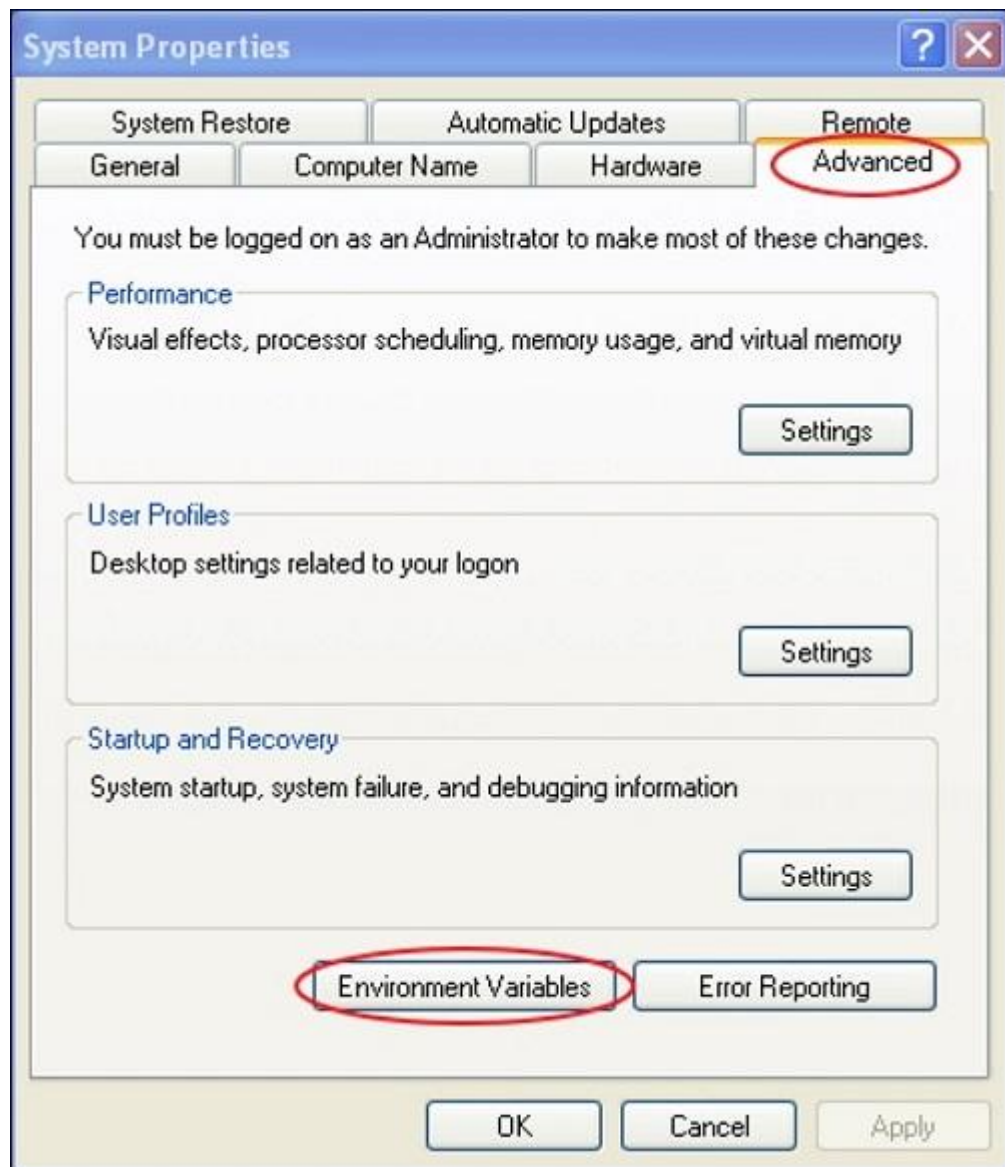 System Properties
System Restore Automatic Updates Remote
General Computer Name Hardware Advanced
You must be logged on as an Administrator to make most of these changes.
Performance
Visual effects, processor scheduling, memory usage, and virtual memory
Settings
User Profiles
Desktop settings related to your logon
Settings
Startup and Recovery
System startup, system failure, and debugging information
Settings
Environment Variables Error Reporting
OK Cancel Apply